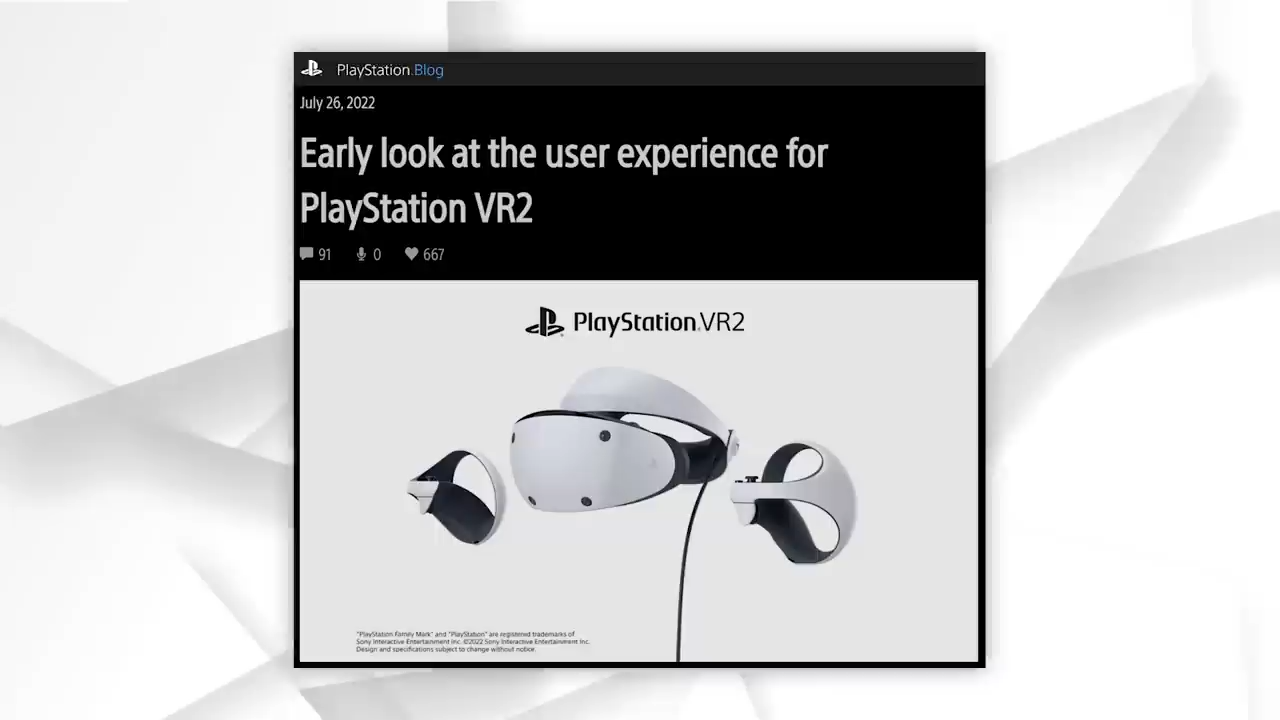 PlayStation.Blog
July 26, 2022
Early look at the user experience for
PlayStation VR2
91 0 667
PlayStation®VR2
"PlayStation Family Mark" and "PlayStation" are registered trademarks of
Sony Interactive Entertainment Inc. ©2022 Sony Interactive Entertainment Inc.
Design and specifications subject to change without notice.